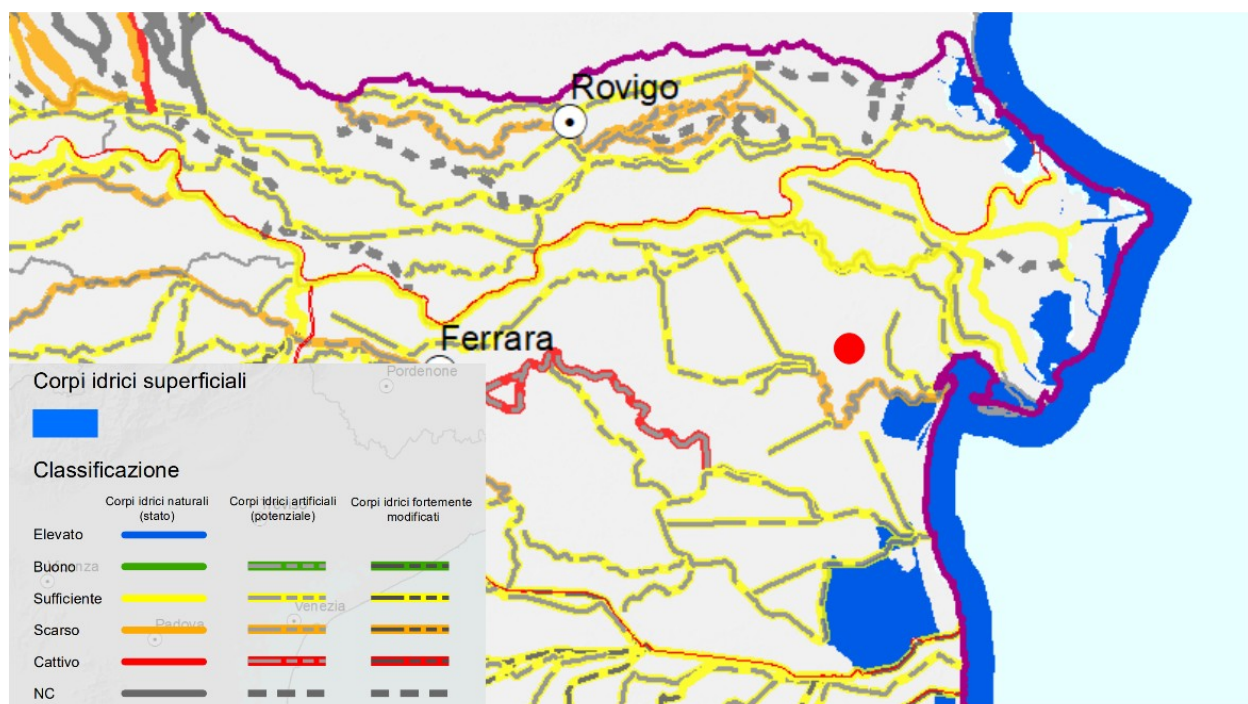 Rovigo
Ferrara
Corpi idrici superficiali
Pordenone
Classificazione
Corpi idrici naturali
(stato)
Corpi idrici artificiali
(potenziale)
Corpi idrici fortemente
modificati
Elevato
Buono
Sufficiente
Venezia
Scarso
Padova
Cattivo
NC